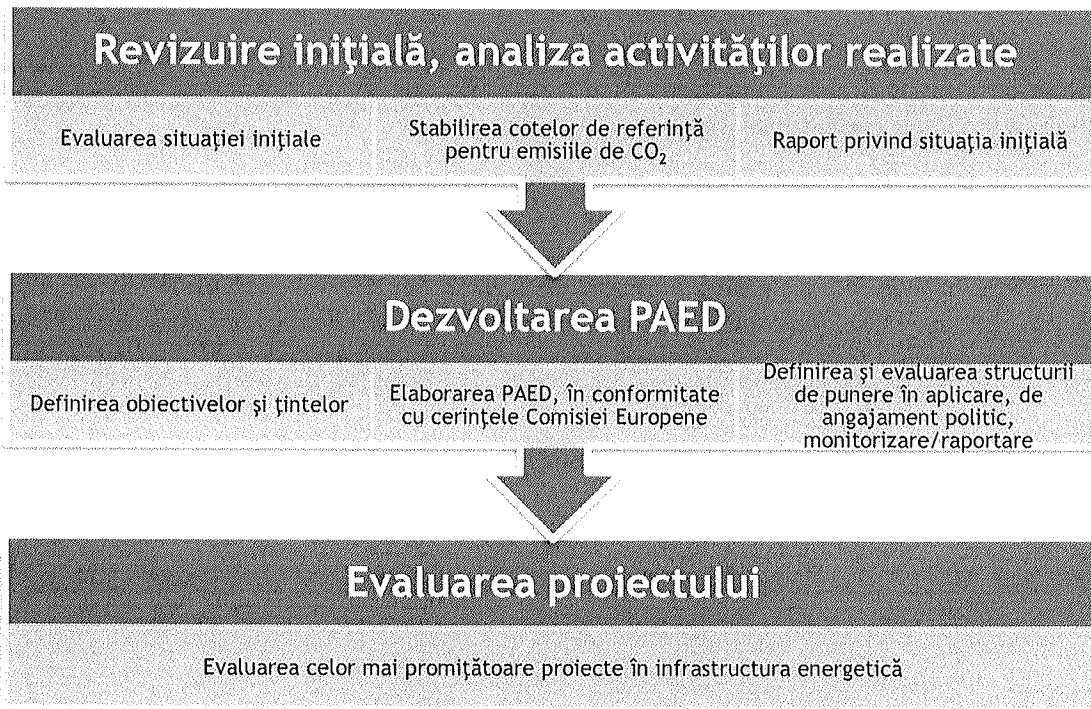 Revizuire iniţială, analiza activităţilor realizate
Evaluarea situaţiei iniţiale
Stabilirea cotelor de referinţă
pentru emisiile de CO₂
Raport privind situaţia iniţială
Dezvoltarea PAED
Definirea obiectivelor şi ţintelor
Elaborarea PAED, în conformitate
cu cerinţele Comisiei Europene
Definirea şi evaluarea structurii
de punere în aplicare, de
angajament politic,
monitorizare/raportare
Evaluarea proiectului
Evaluarea celor mai promiţătoare proiecte în infrastructura energetică